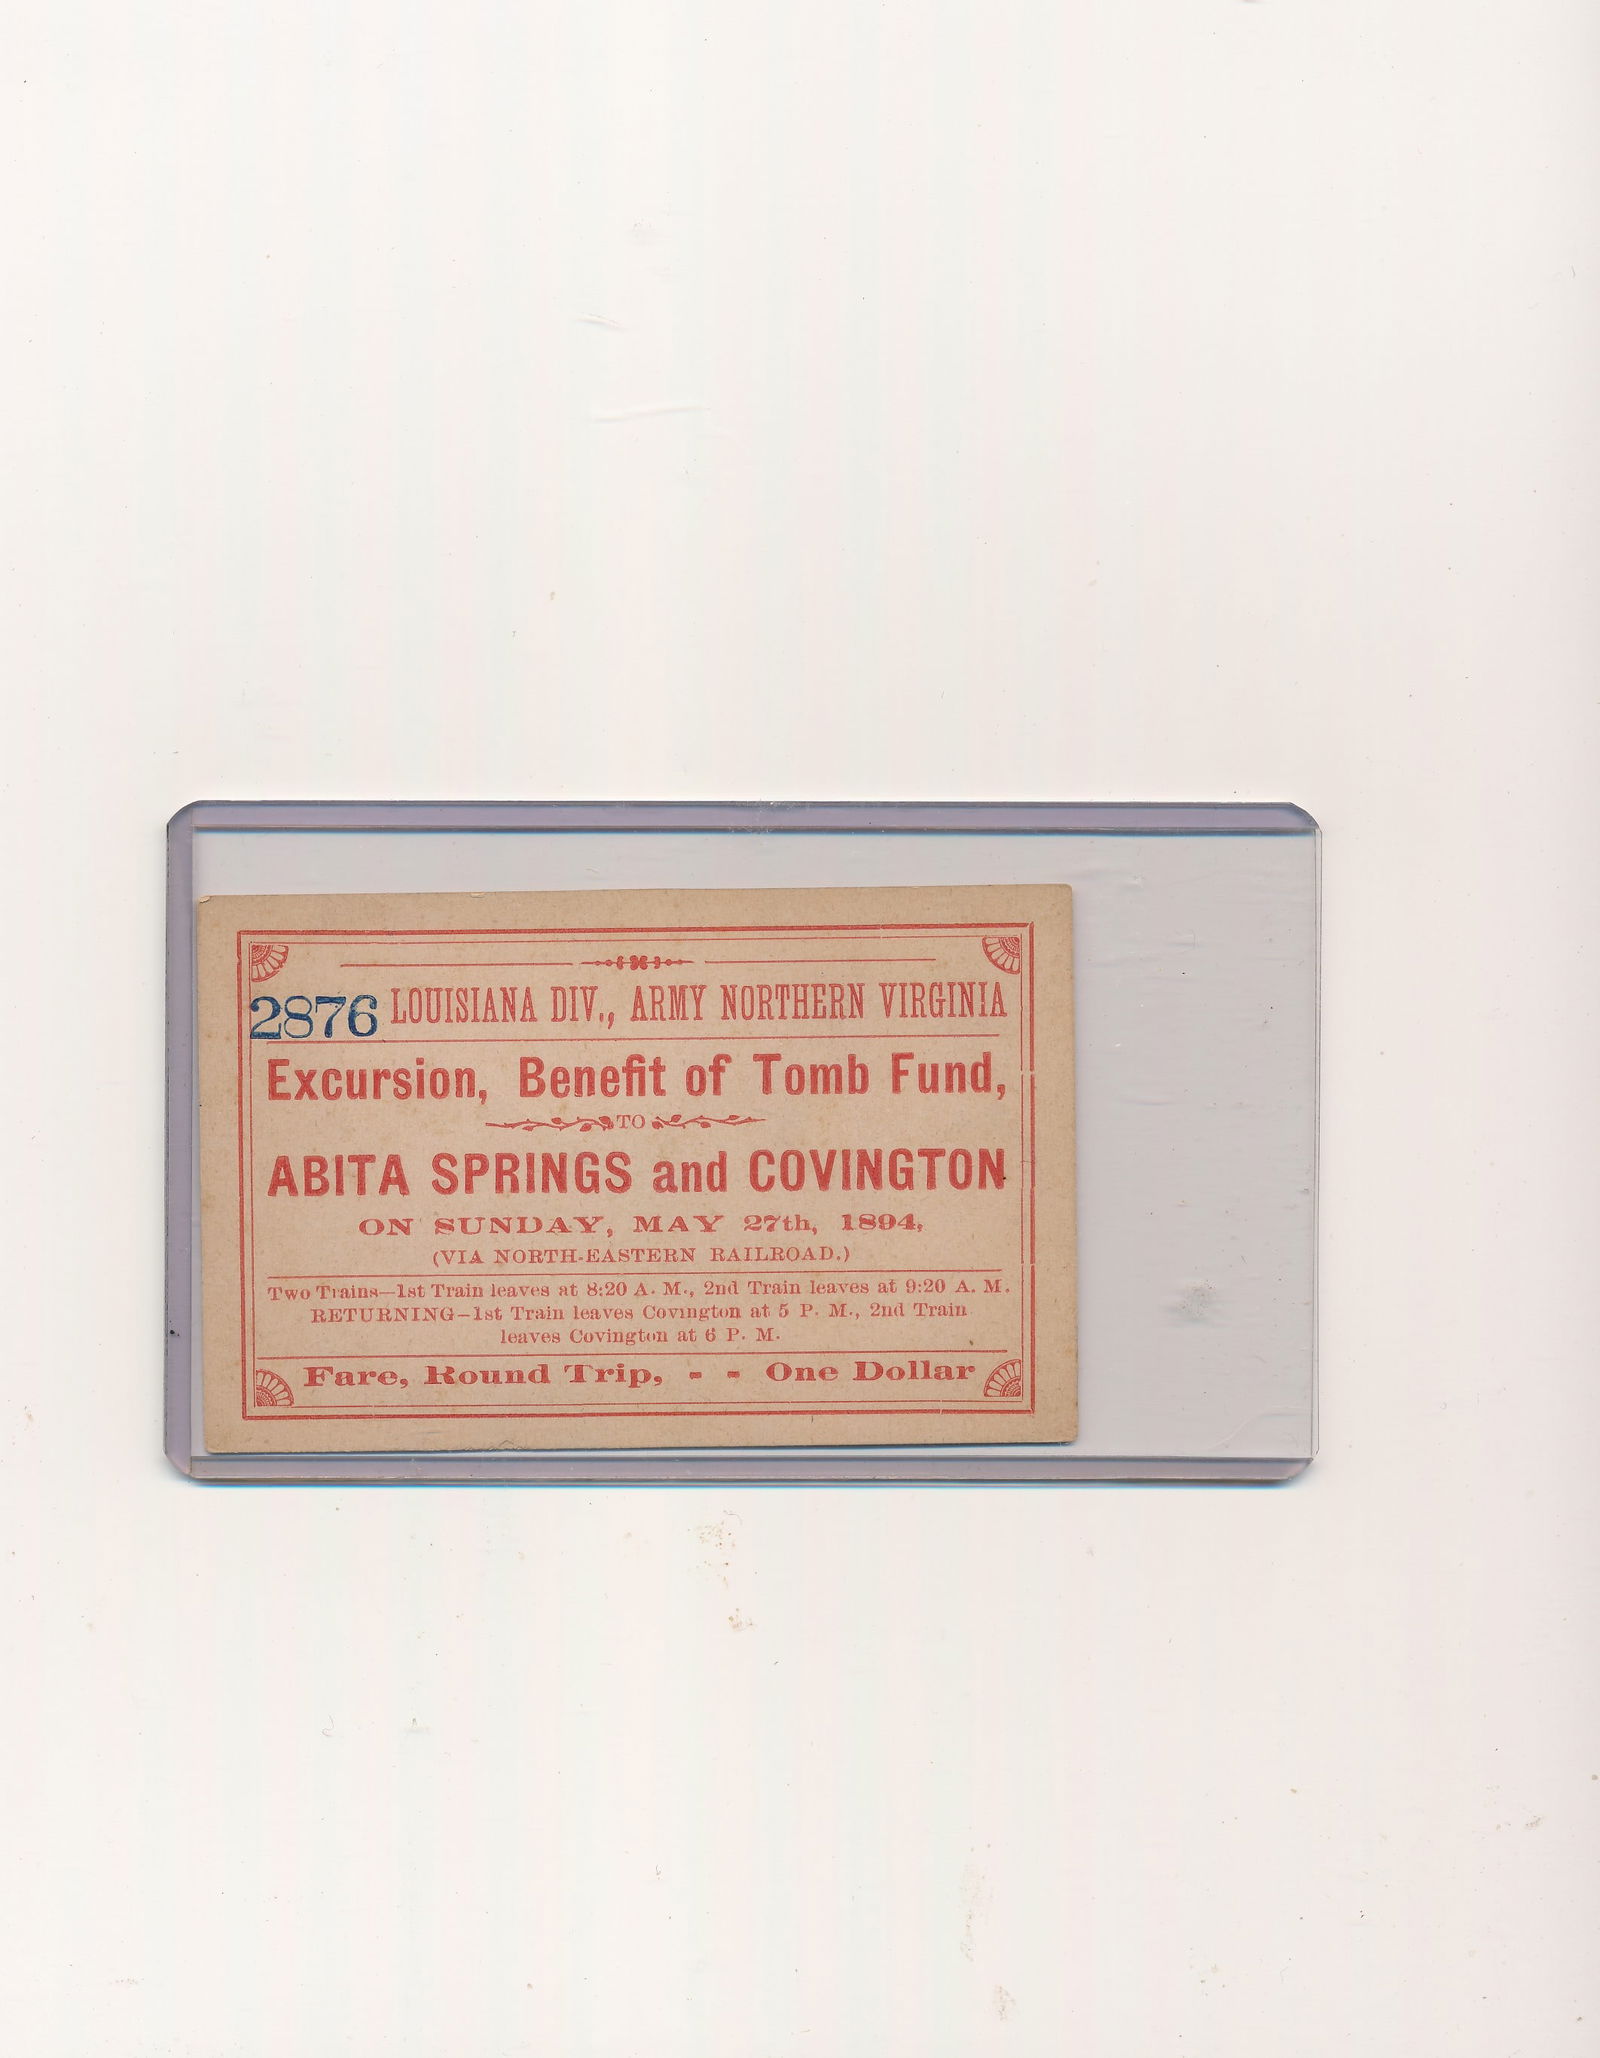 2876 LOUISIANA DIV., ARMY NORTHERN VIRGINIA
Excursion, Benefit of Tomb Fund,
TO
ABITA SPRINGS and COVINGTON
ON SUNDAY, MAY 27th, 1894,
(VIA NORTH-EASTERN RAILROAD.)
Two Trains—1st Train leaves at 8:20 A. M., 2nd Train leaves at 9:20 A. M.
RETURNING—1st Train leaves Covington at 5 P. M., 2nd Train
leaves Covington at 6 P. M.
Fare, Round Trip, - - One Dollar